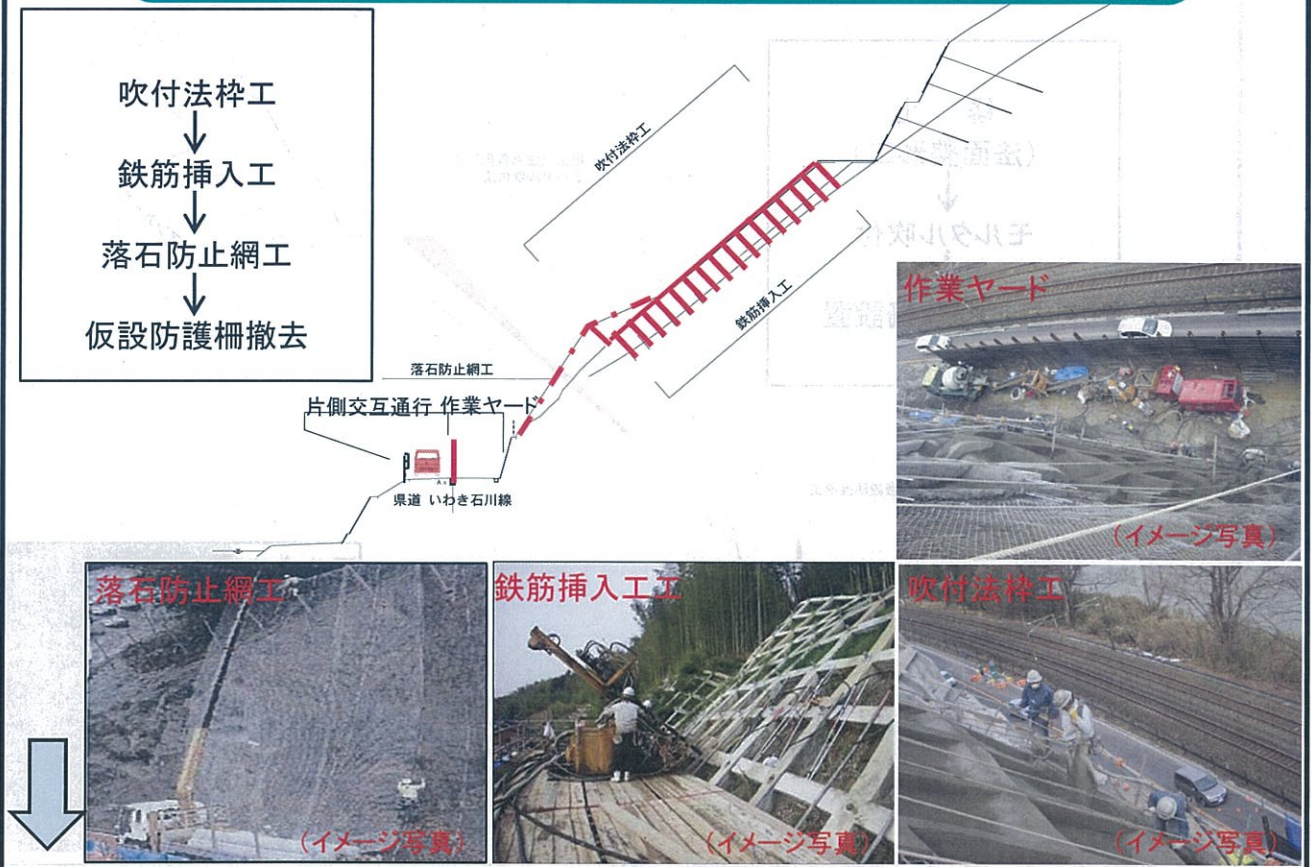 吹付法枠工
↓
鉄筋挿入工
↓
落石防止網工
↓
仮設防護柵撤去
吹付法枠工
鉄筋挿入工
落石防止網工
片側交互通行 作業ヤード
県道 いわき石川線
作業ヤード
(イメージ写真)
落石防止網工
(イメージ写真)
鉄筋挿入工工
(イメージ写真)
吹付法枠工
(イメージ写真)